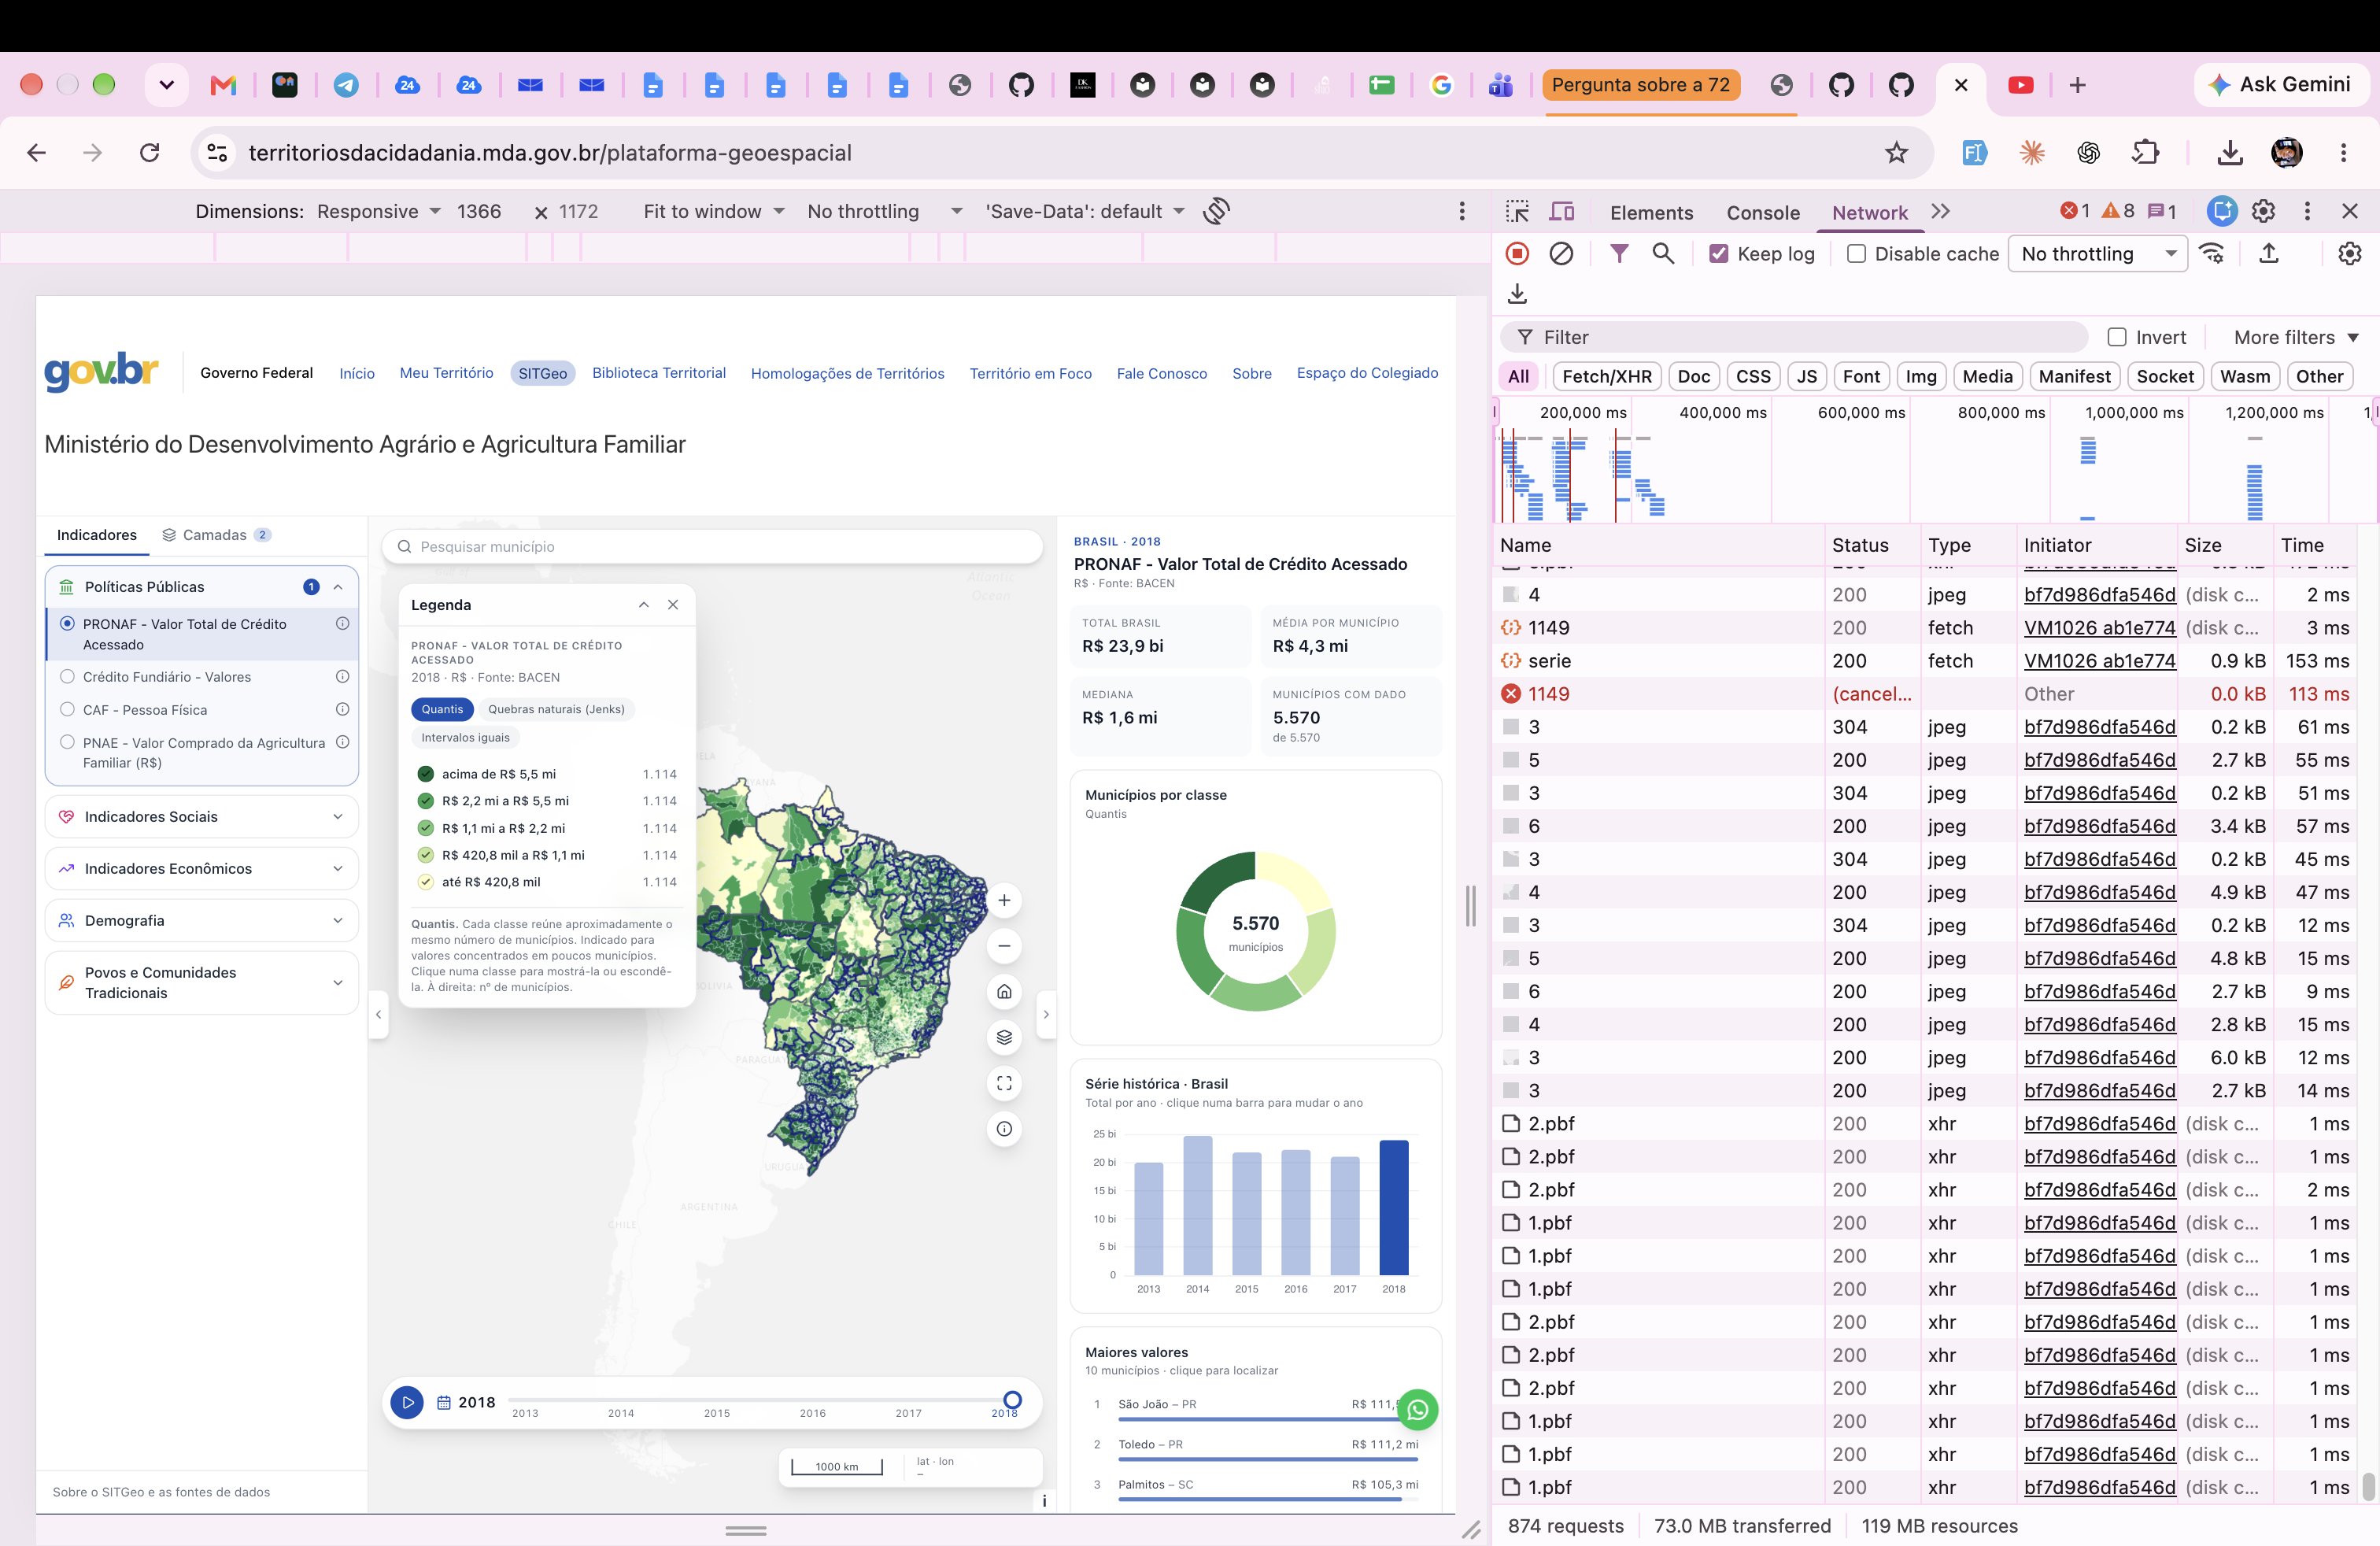 24
24
DK
Pergunta sobre a 72
Ask Gemini
territoriosdacidadania.mda.gov.br/plataforma-geoespacial
Dimensions: Responsive 1366 × 1172 Fit to window No throttling 'Save-Data': default
Elements Console Network 1 8 1
Keep log Disable cache No throttling
Filter Invert More filters
All Fetch/XHR Doc CSS JS Font Img Media Manifest Socket Wasm Other
200,000 ms 400,000 ms 600,000 ms 800,000 ms 1,000,000 ms 1,200,000 ms
Name Status Type Initiator Size Time
4 200 jpeg bf7d986dfa546d (disk c... 2 ms
1149 200 fetch VM1026 ab1e774 (disk c... 3 ms
serie 200 fetch VM1026 ab1e774 0.9 kB 153 ms
1149 (cancel... Other 0.0 kB 113 ms
3 304 jpeg bf7d986dfa546d 0.2 kB 61 ms
5 200 jpeg bf7d986dfa546d 2.7 kB 55 ms
3 304 jpeg bf7d986dfa546d 0.2 kB 51 ms
6 200 jpeg bf7d986dfa546d 3.4 kB 57 ms
3 304 jpeg bf7d986dfa546d 0.2 kB 45 ms
4 200 jpeg bf7d986dfa546d 4.9 kB 47 ms
3 304 jpeg bf7d986dfa546d 0.2 kB 12 ms
5 200 jpeg bf7d986dfa546d 4.8 kB 15 ms
6 200 jpeg bf7d986dfa546d 2.7 kB 9 ms
4 200 jpeg bf7d986dfa546d 2.8 kB 15 ms
3 200 jpeg bf7d986dfa546d 6.0 kB 12 ms
3 200 jpeg bf7d986dfa546d 2.7 kB 14 ms
2.pbf 200 xhr bf7d986dfa546d (disk c... 1 ms
2.pbf 200 xhr bf7d986dfa546d (disk c... 1 ms
2.pbf 200 xhr bf7d986dfa546d (disk c... 2 ms
1.pbf 200 xhr bf7d986dfa546d (disk c... 1 ms
1.pbf 200 xhr bf7d986dfa546d (disk c... 1 ms
1.pbf 200 xhr bf7d986dfa546d (disk c... 1 ms
2.pbf 200 xhr bf7d986dfa546d (disk c... 1 ms
2.pbf 200 xhr bf7d986dfa546d (disk c... 1 ms
2.pbf 200 xhr bf7d986dfa546d (disk c... 1 ms
1.pbf 200 xhr bf7d986dfa546d (disk c... 1 ms
1.pbf 200 xhr bf7d986dfa546d (disk c... 1 ms
1.pbf 200 xhr bf7d986dfa546d (disk c... 1 ms
874 requests 73.0 MB transferred 119 MB resources
gov.br Governo Federal Início Meu Território SITGeo Biblioteca Territorial Homologações de Territórios Território em Foco Fale Conosco Sobre Espaço do Colegiado
Ministério do Desenvolvimento Agrário e Agricultura Familiar
Indicadores Camadas 2
Políticas Públicas 1
PRONAF - Valor Total de Crédito
Acessado
Crédito Fundiário - Valores
CAF - Pessoa Física
PNAE - Valor Comprado da Agricultura
Familiar (R$)
Indicadores Sociais
Indicadores Econômicos
Demografia
Povos e Comunidades
Tradicionais
Sobre o SITGeo e as fontes de dados
Pesquisar município
Atlantic
Ocean
Legenda
PRONAF - VALOR TOTAL DE CRÉDITO
ACESSADO
2018 · R$ · Fonte: BACEN
Quantis Quebras naturais (Jenks)
Intervalos iguais
acima de R$ 5,5 mi 1.114
R$ 2,2 mi a R$ 5,5 mi 1.114
R$ 1,1 mi a R$ 2,2 mi 1.114
R$ 420,8 mil a R$ 1,1 mi 1.114
até R$ 420,8 mil 1.114
Quantis. Cada classe reúne aproximadamente o
mesmo número de municípios. Indicado para
valores concentrados em poucos municípios.
Clique numa classe para mostrá-la ou escondê-
la. À direita: nº de municípios.
PARAGUAY
URUGUA
ARGENTINA
CHILE
2018
2013 2014 2015 2016 2017 2018
1000 km
lat · lon
–
i
BRASIL · 2018
PRONAF - Valor Total de Crédito Acessado
R$ · Fonte: BACEN
TOTAL BRASIL
R$ 23,9 bi
MÉDIA POR MUNICÍPIO
R$ 4,3 mi
MEDIANA
R$ 1,6 mi
MUNICÍPIOS COM DADO
5.570
de 5.570
Municípios por classe
Quantis
5.570
municípios
Série histórica · Brasil
Total por ano · clique numa barra para mudar o ano
25 bi
20 bi
15 bi
10 bi
5 bi
0
2013 2014 2015 2016 2017 2018
Maiores valores
10 municípios · clique para localizar
1 São João – PR R$ 111,
2 Toledo – PR R$ 111,2 mi
3 Palmitos – SC R$ 105,3 mi